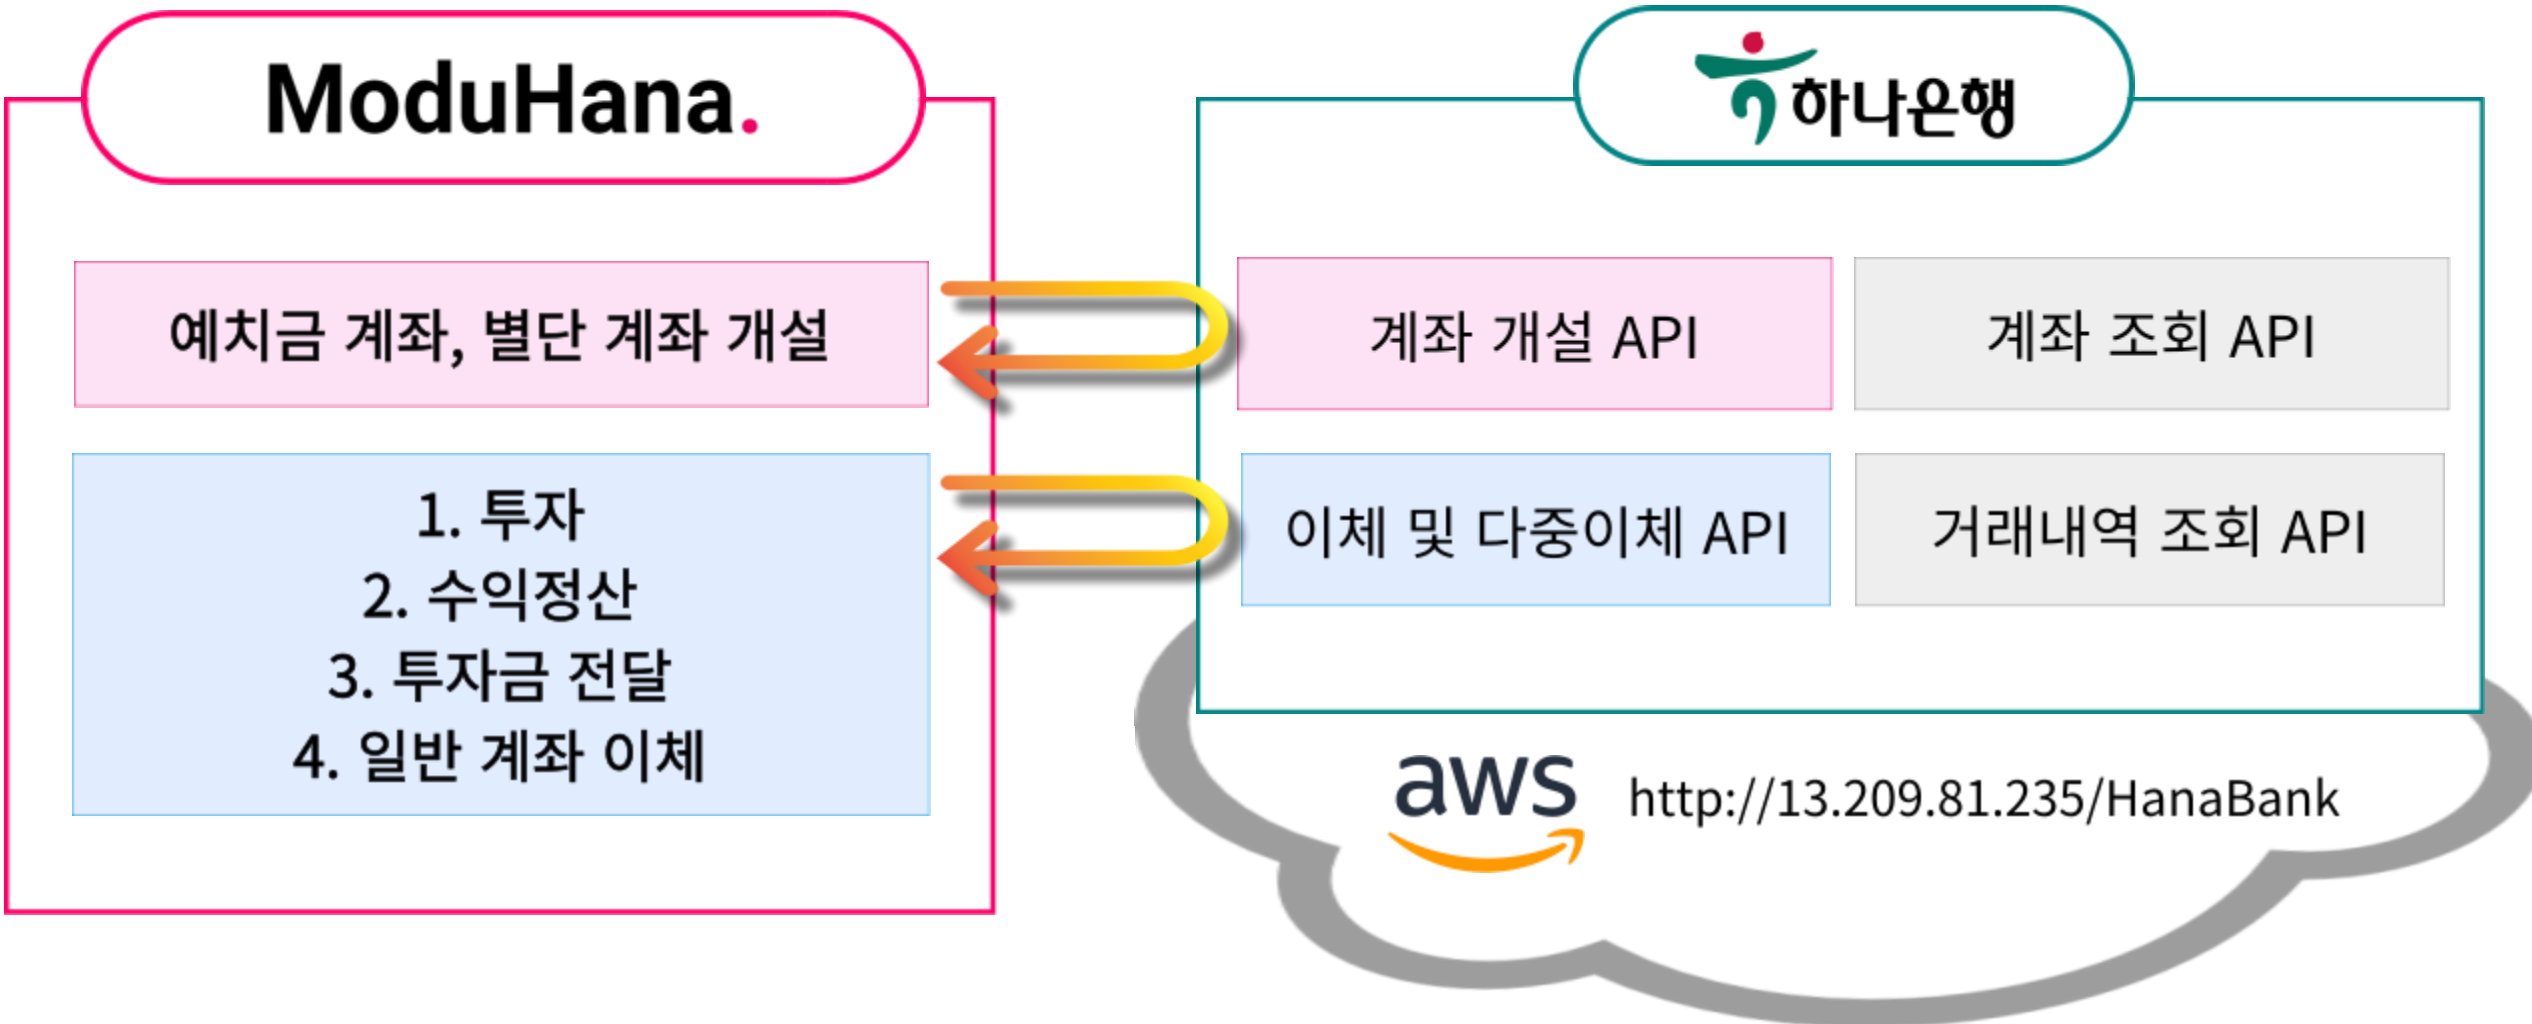 ModuHana.
예치금 계좌, 별단 계좌 개설
1. 투자
2. 수익정산
3. 투자금 전달
4. 일반 계좌 이체
하나은행
계좌 개설 API
계좌 조회 API
이체 및 다중이체 API
거래내역 조회 API
aws
http://13.209.81.235/HanaBank